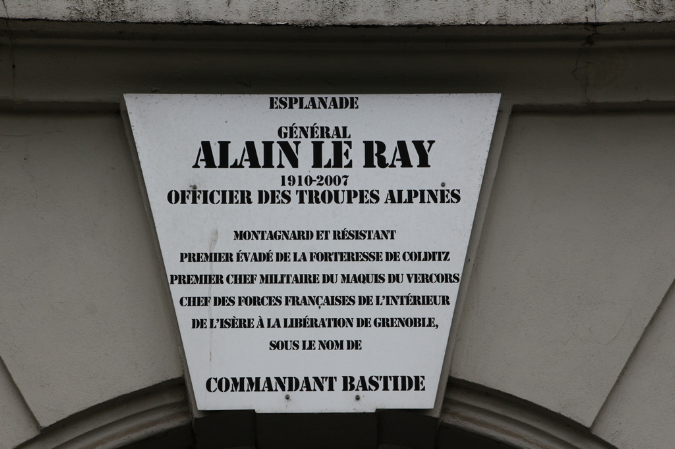 ESPLANADE
GÉNÉRAL
ALAIN LE RAY
1910-2007
OFFICIER DES TROUPES ALPINES
MONTAGNARD ET RÉSISTANT
PREMIER ÉVADÉ DE LA FORTERESSE DE COLDITZ
PREMIER CHEF MILITAIRE DU MAQUIS DU VERCORS
CHEF DES FORCES FRANÇAISES DE L'INTÉRIEUR
DE L'ISÈRE À LA LIBÉRATION DE GRENOBLE,
SOUS LE NOM DE
COMMANDANT BASTIDE